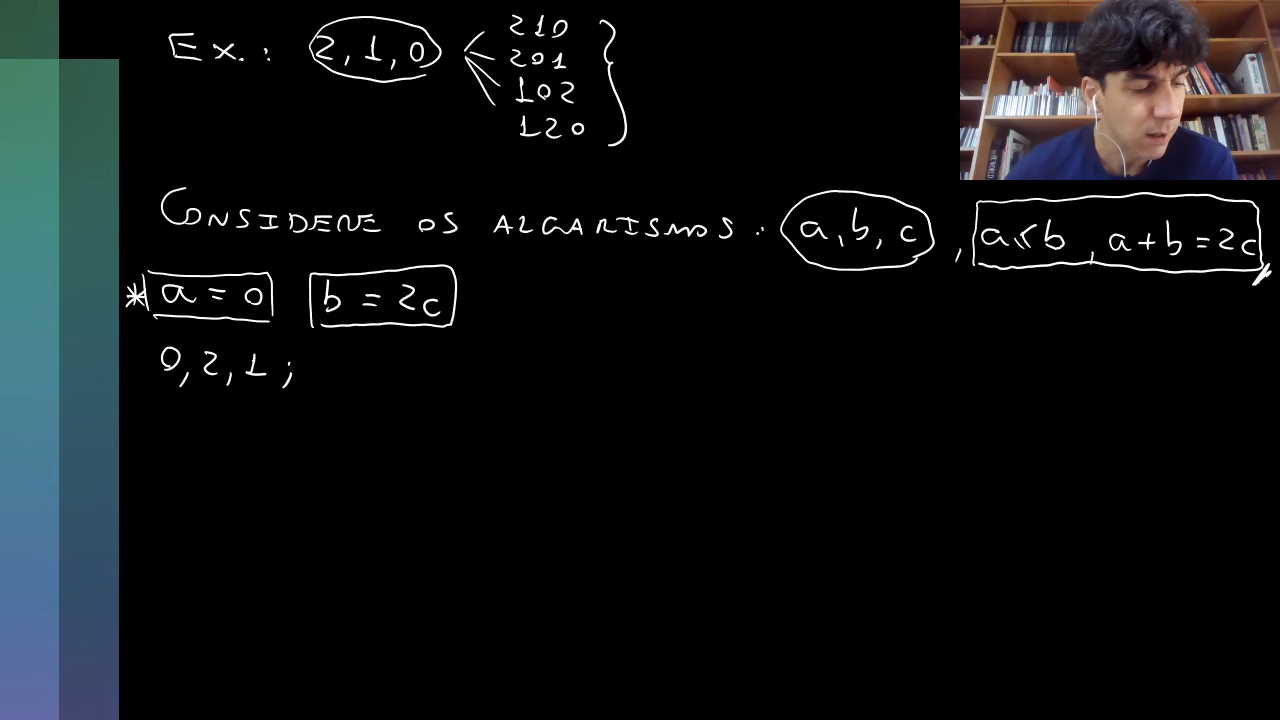 Ex.: 2, 1, 0
210
201
102
120
CONSIDERE OS ALGARISMOS: a, b, c, a ⩽ b, a + b = 2c
* a = 0 b = 2c
0, 2, 1;